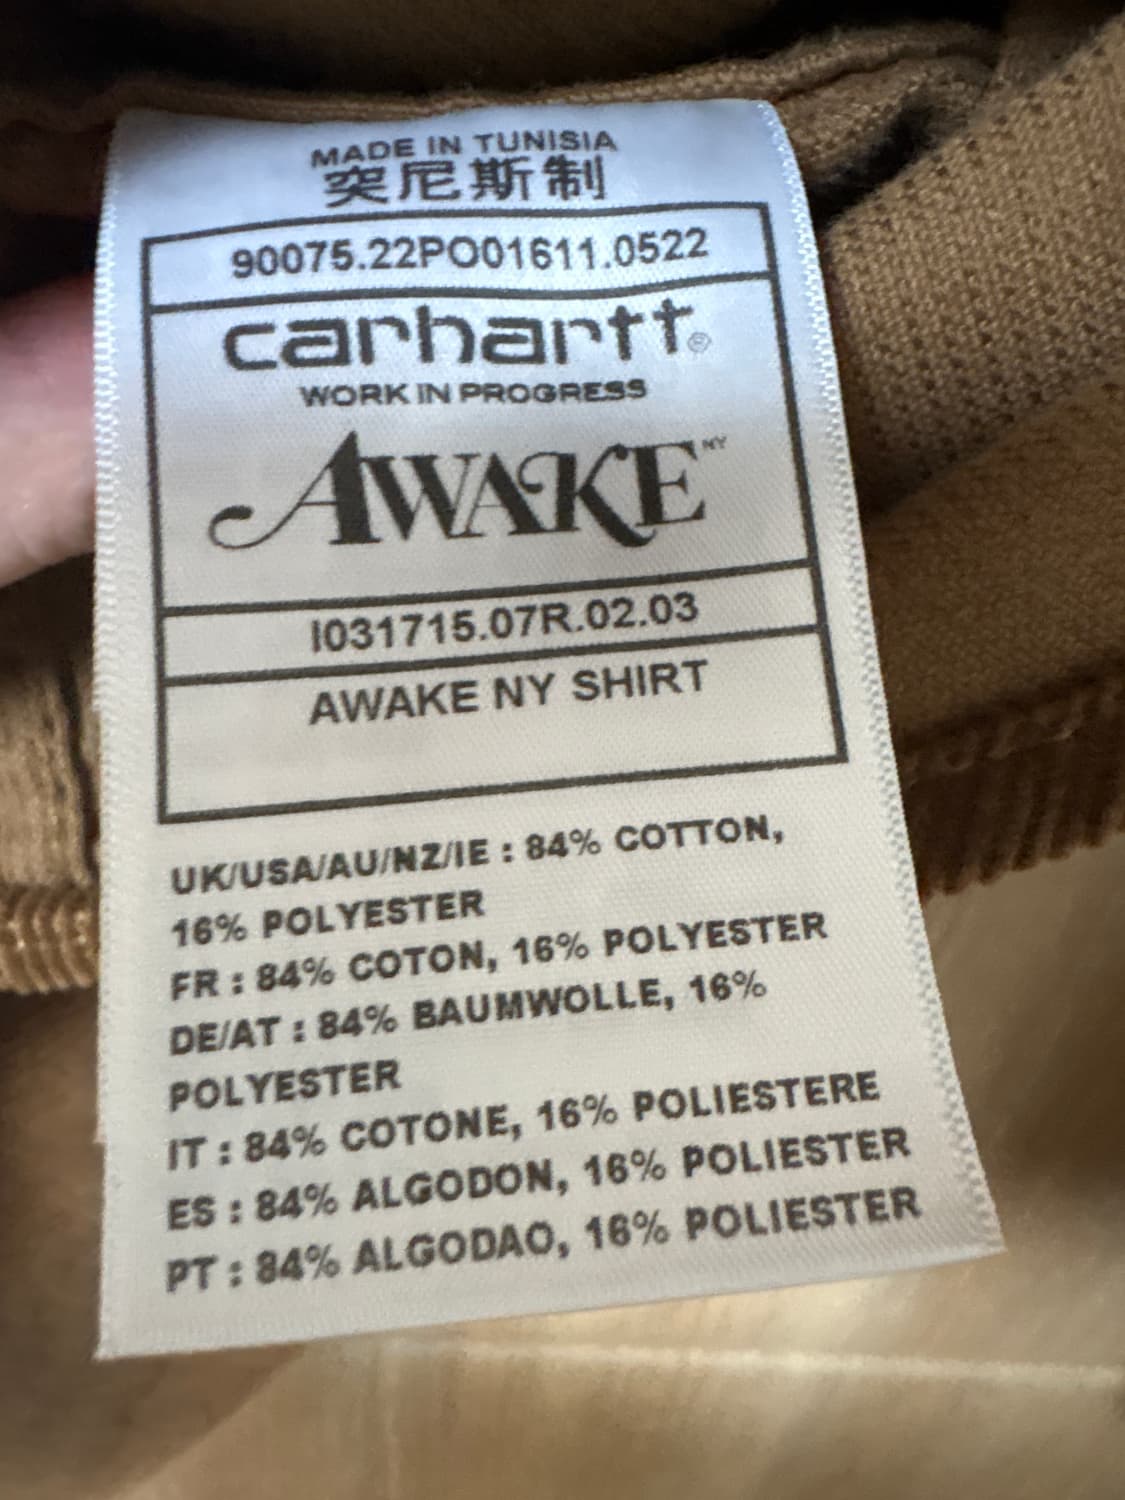 MADE IN TUNISIA
突尼斯制
90075.22PO01611.0522
carhartt®
WORK IN PROGRESS
AWAKE NY
I031715.07R.02.03
AWAKE NY SHIRT
UK/USA/AU/NZ/IE : 84% COTTON,
16% POLYESTER
FR : 84% COTON, 16% POLYESTER
DE/AT : 84% BAUMWOLLE, 16%
POLYESTER
IT : 84% COTONE, 16% POLIESTERE
ES : 84% ALGODON, 16% POLIESTER
PT : 84% ALGODAO, 16% POLIESTER